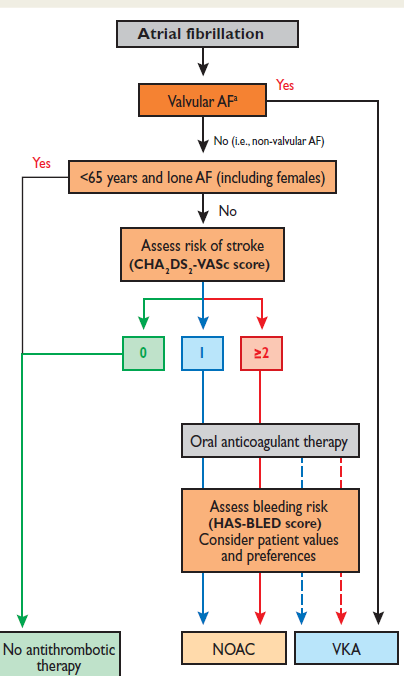 Atrial fibrillation
Yes
Valvular AFª
No (i.e., non-valvular AF)
Yes
<65 years and lone AF (including females)
No
Assess risk of stroke
(CHA₂DS₂-VASc score)
0
1
≥2
Oral anticoagulant therapy
Assess bleeding risk
(HAS-BLED score)
Consider patient values
and preferences
No antithrombotic
therapy
NOAC
VKA